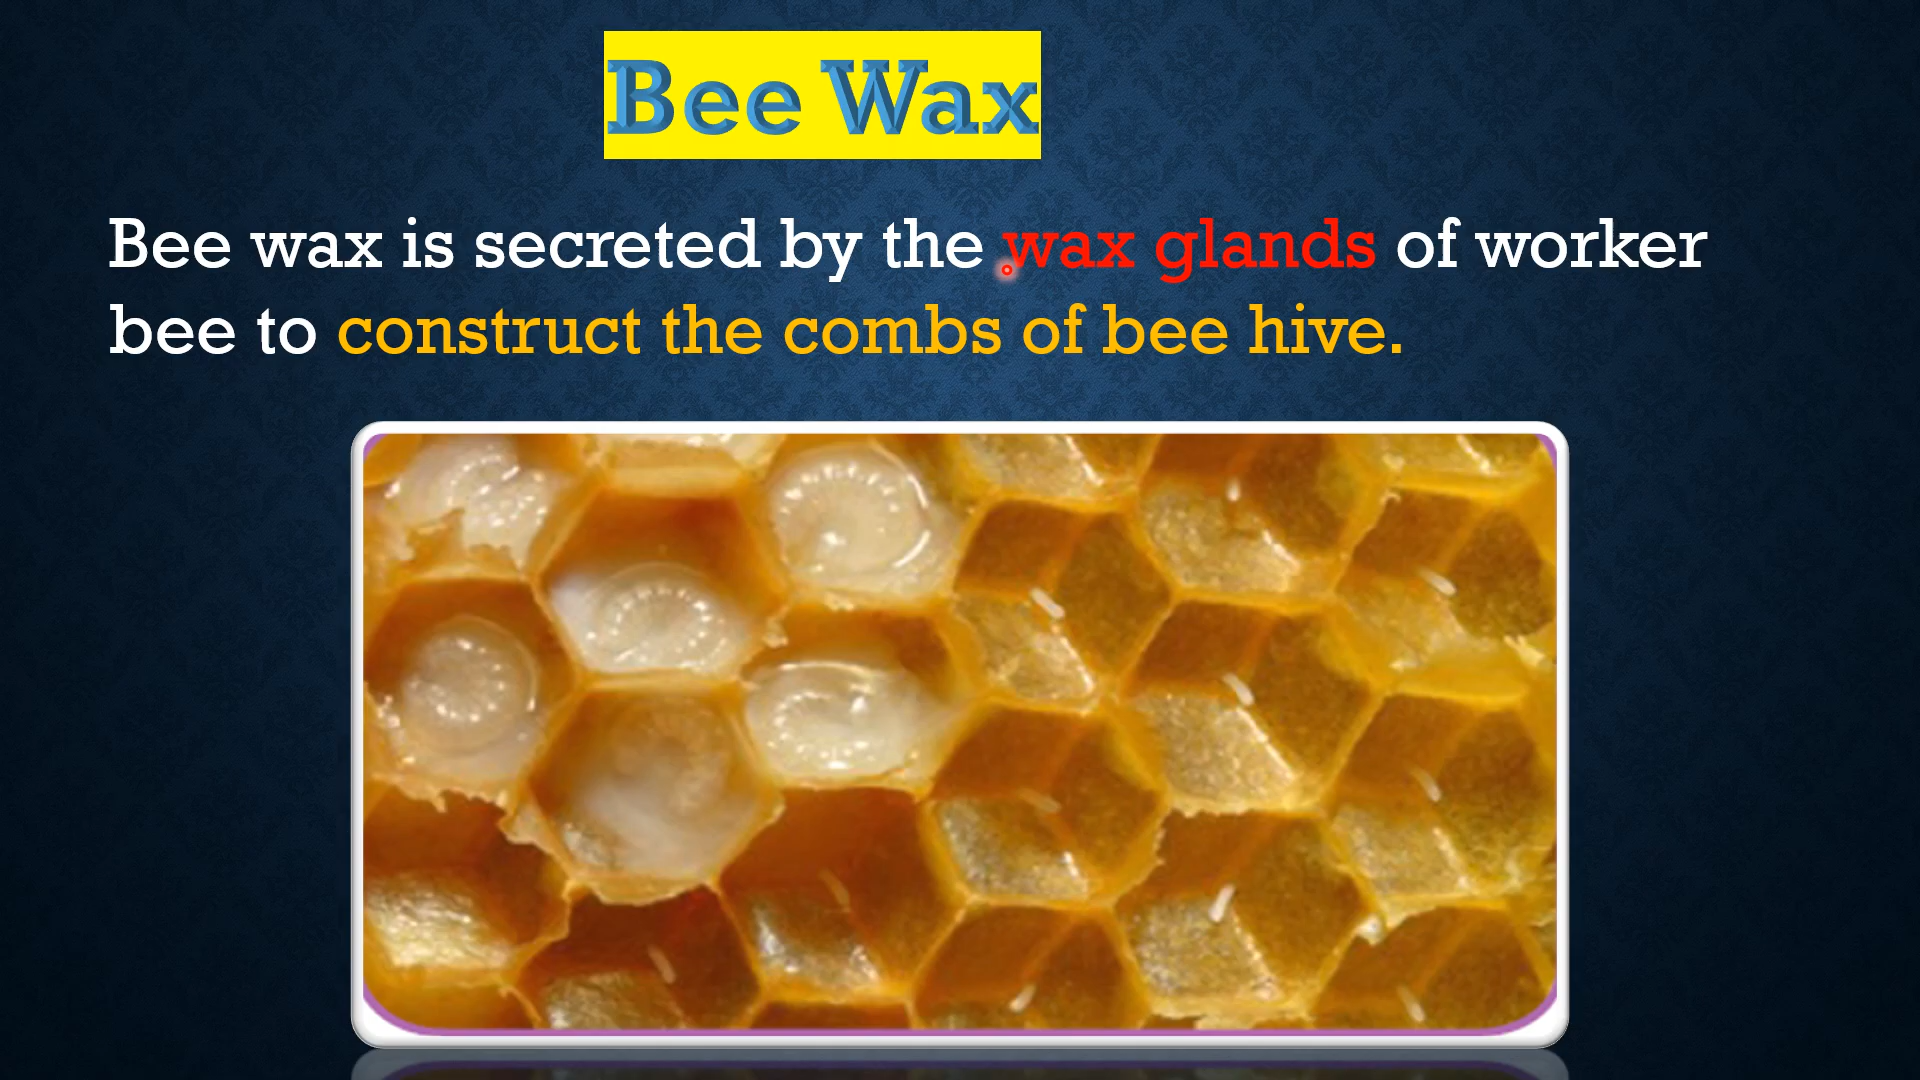 Bee Wax
Bee wax is secreted by the wax glands of worker
bee to construct the combs of bee hive.